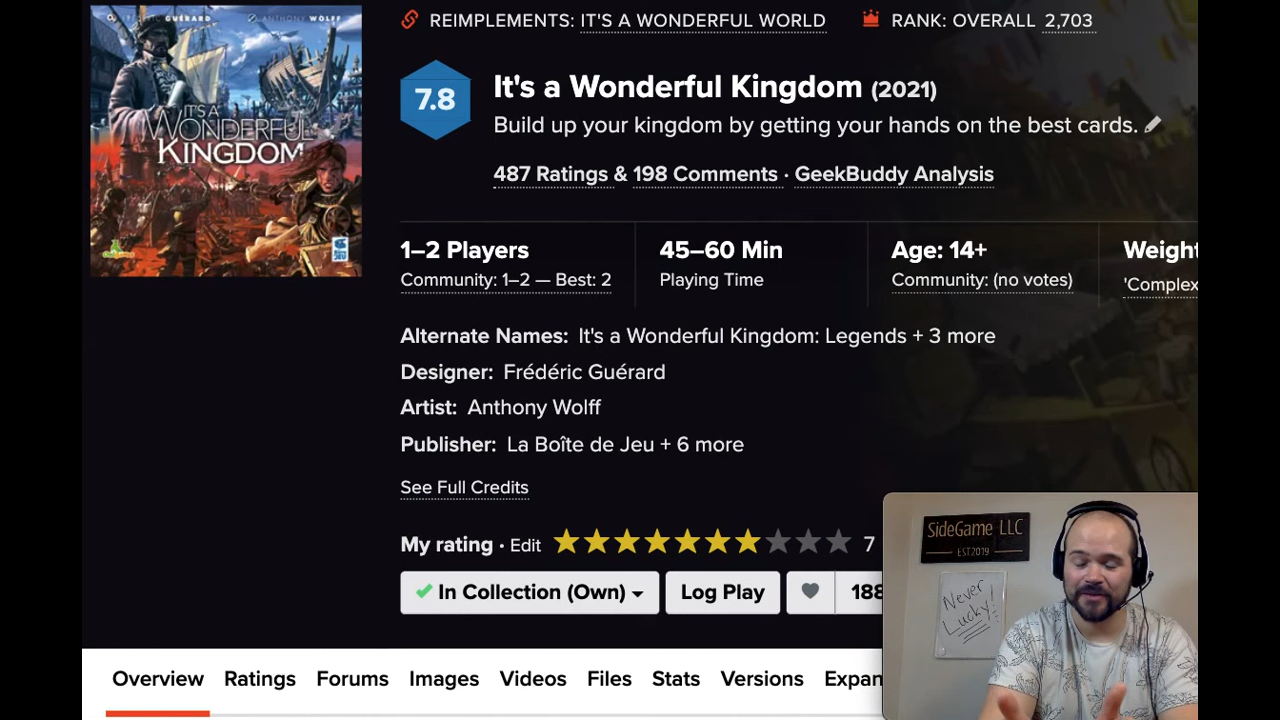 FRÉDÉRIC GUÉRARD ANTHONY WOLFF
IT'S A
WONDERFUL
KINGDOM
REIMPLEMENTS: IT'S A WONDERFUL WORLD
RANK: OVERALL 2,703
7.8
It's a Wonderful Kingdom (2021)
Build up your kingdom by getting your hands on the best cards.
487 Ratings & 198 Comments · GeekBuddy Analysis
1–2 Players
Community: 1–2 — Best: 2
45–60 Min
Playing Time
Age: 14+
Community: (no votes)
Weight
'Complex
Alternate Names: It's a Wonderful Kingdom: Legends + 3 more
Designer: Frédéric Guérard
Artist: Anthony Wolff
Publisher: La Boîte de Jeu + 6 more
See Full Credits
My rating · Edit 7
In Collection (Own) Log Play 188
Overview Ratings Forums Images Videos Files Stats Versions Expan
SideGame LLC
EST2019
Never
Lucky!